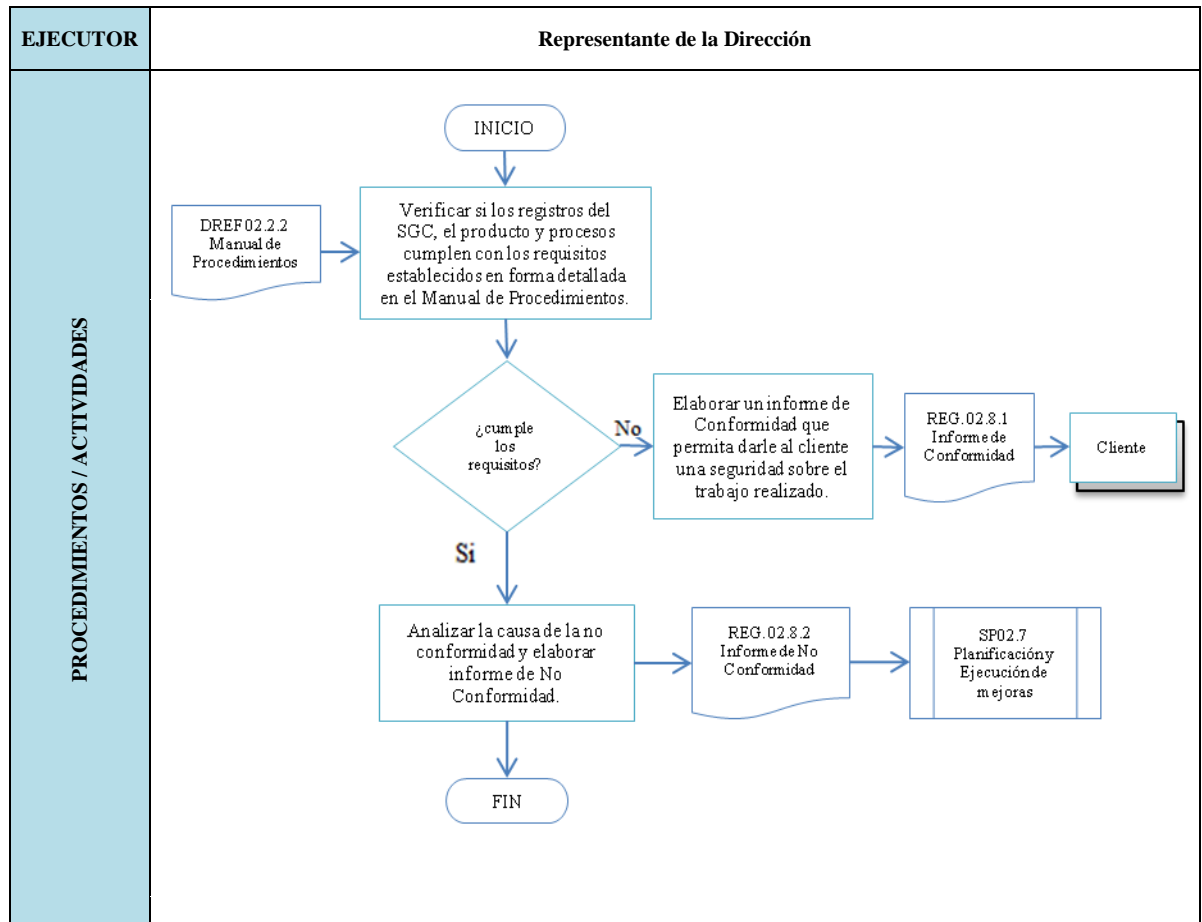 EJECUTOR
Representante de la Dirección
PROCEDIMIENTOS / ACTIVIDADES
INICIO
DREF02.2.2
Manual de
Procedimientos
Verificar si los registros del
SGC, el producto y procesos
cumplen con los requisitos
establecidos en forma detallada
en el Manual de Procedimientos.
¿cumple
los
requisitos?
No
Elaborar un informe de
Conformidad que
permita darle al cliente
una seguridad sobre el
trabajo realizado.
REG.02.8.1
Informe de
Conformidad
Cliente
Si
Analizar la causa de la no
conformidad y elaborar
informe de No
Conformidad.
REG.02.8.2
Informe de No
Conformidad
SP02.7
Planificación y
Ejecución de
mejoras
FIN